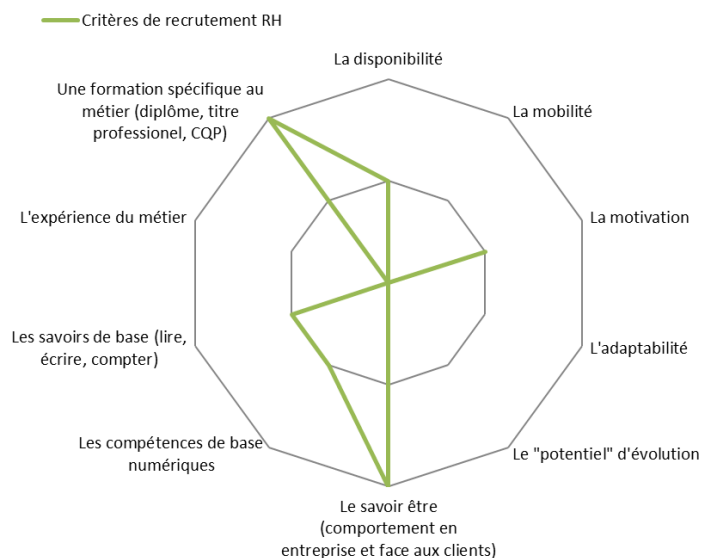 Critères de recrutement RH
La disponibilité
La mobilité
La motivation
L'adaptabilité
Le "potentiel" d'évolution
Le savoir être
(comportement en
entreprise et face aux clients)
Les compétences de base
numériques
Les savoirs de base (lire,
écrire, compter)
L'expérience du métier
Une formation spécifique au
métier (diplôme, titre
professionel, CQP)